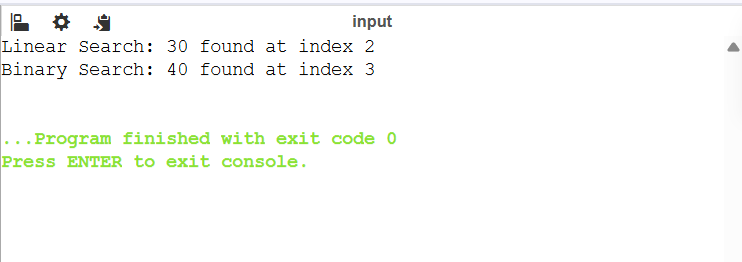 input
Linear Search: 30 found at index 2
Binary Search: 40 found at index 3
...Program finished with exit code 0
Press ENTER to exit console.